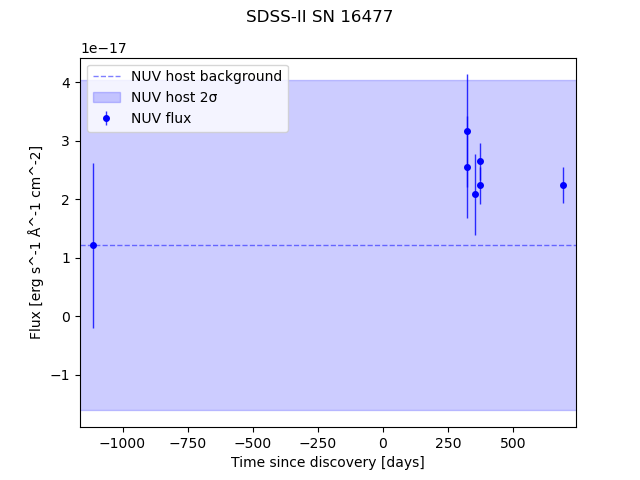 SDSS-II SN 16477
1e−17
NUV host background
NUV host 2σ
NUV flux
4
3
2
1
0
−1
Flux [erg s^-1 Å^-1 cm^-2]
−1000
−750
−500
−250
0
250
500
Time since discovery [days]